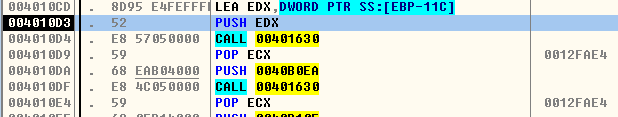 004010CD . 8D95 E4FEFFFF LEA EDX,DWORD PTR SS:[EBP-11C]
004010D3 . 52 PUSH EDX
004010D4 . E8 57050000 CALL 00401630
004010D9 . 59 POP ECX 0012FAE4
004010DA . 68 EAB04000 PUSH 0040B0EA
004010DF . E8 4C050000 CALL 00401630
004010E4 . 59 POP ECX 0012FAE4